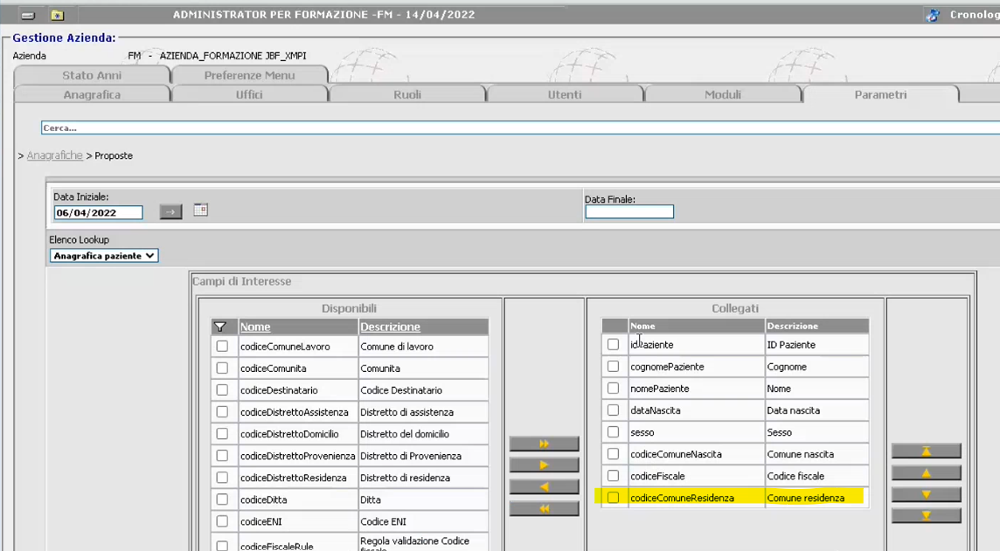 ADMINISTRATOR PER FORMAZIONE -FM - 14/04/2022
Cronolog
Gestione Azienda:
Azienda FM - AZIENDA_FORMAZIONE JBF_XMPI
Stato Anni Preferenze Menu
Anagrafica Uffici Ruoli Utenti Moduli Parametri
Cerca...
> Anagrafiche > Proposte
Data Iniziale: Data Finale:
06/04/2022
Elenco Lookup
Anagrafica paziente
Campi di Interesse
Disponibili
Nome Descrizione
codiceComuneLavoro Comune di lavoro
codiceComunita Comunita
codiceDestinatario Codice Destinatario
codiceDistrettoAssistenza Distretto di assistenza
codiceDistrettoDomicilio Distretto del domicilio
codiceDistrettoProvenienza Distretto di Provenienza
codiceDistrettoResidenza Distretto di residenza
codiceDitta Ditta
codiceENI Codice ENI
codiceFiscaleRule Regola validazione Codice
fiscale
Collegati
Nome Descrizione
idPaziente ID Paziente
cognomePaziente Cognome
nomePaziente Nome
dataNascita Data nascita
sesso Sesso
codiceComuneNascita Comune nascita
codiceFiscale Codice fiscale
codiceComuneResidenza Comune residenza